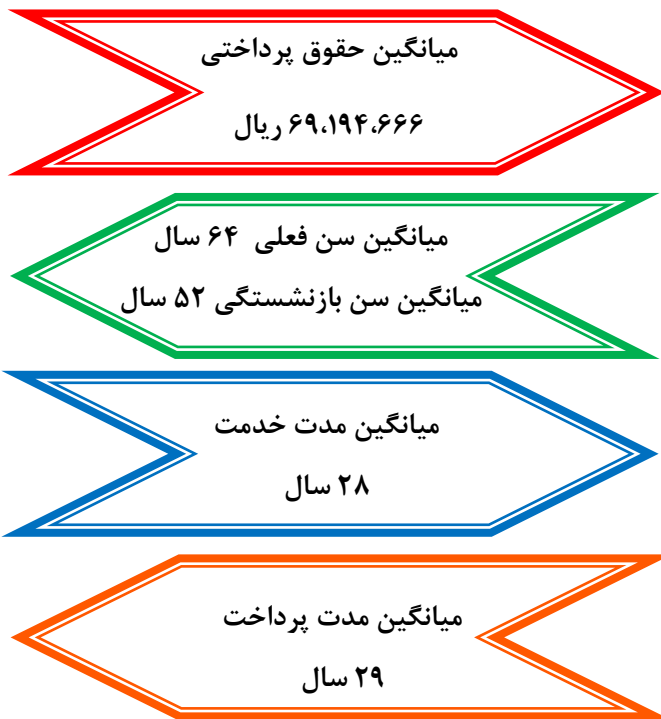 میانگین حقوق پرداختی
۶۹،۱۹۴،۶۶۶ ریال
میانگین سن فعلی ۶۴ سال
میانگین سن بازنشستگی ۵۲ سال
میانگین مدت خدمت
۲۸ سال
میانگین مدت پرداخت
۲۹ سال